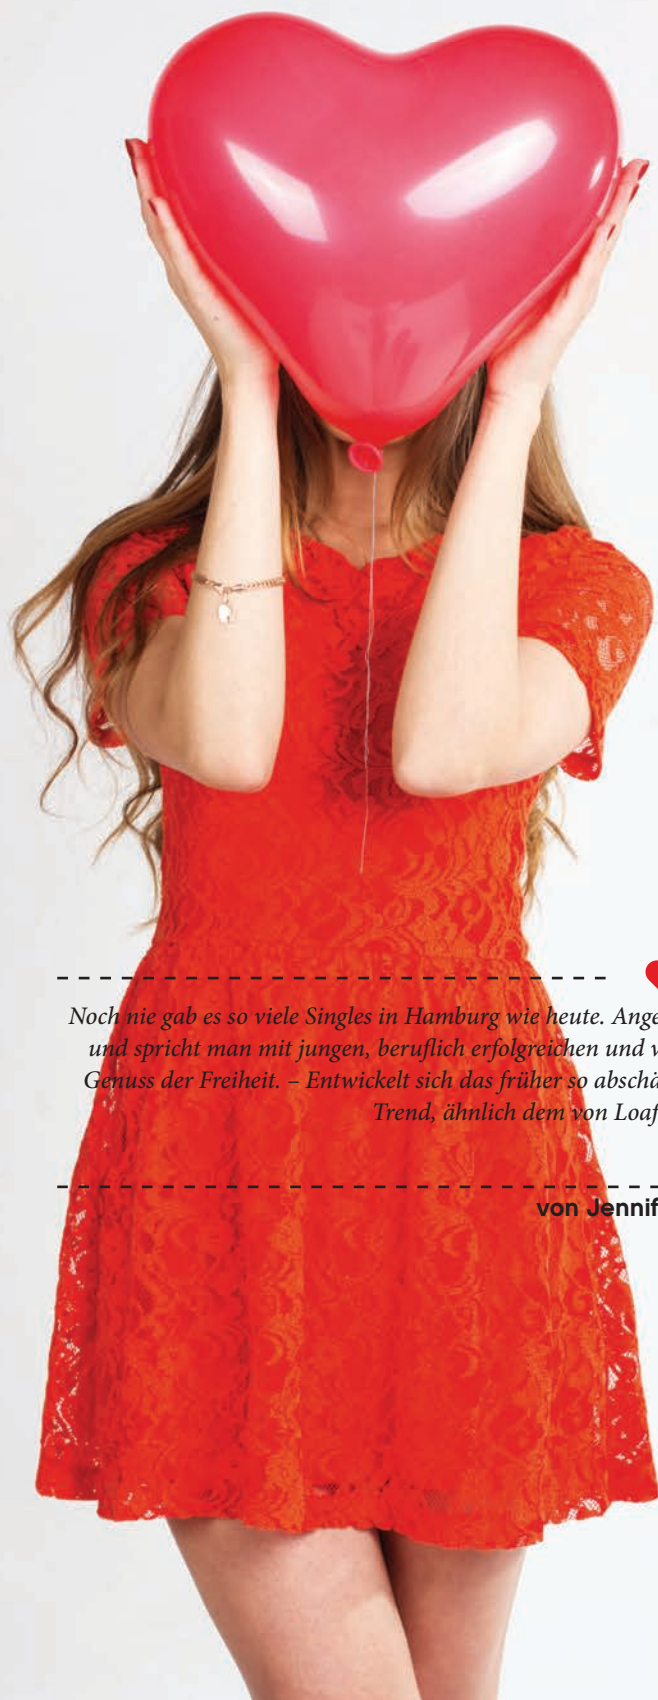 Noch nie gab es so viele Singles in Hamburg wie heute. Ange
und spricht man mit jungen, beruflich erfolgreichen und v
Genuss der Freiheit. – Entwickelt sich das früher so abschä
Trend, ähnlich dem von Loaf
von Jennif